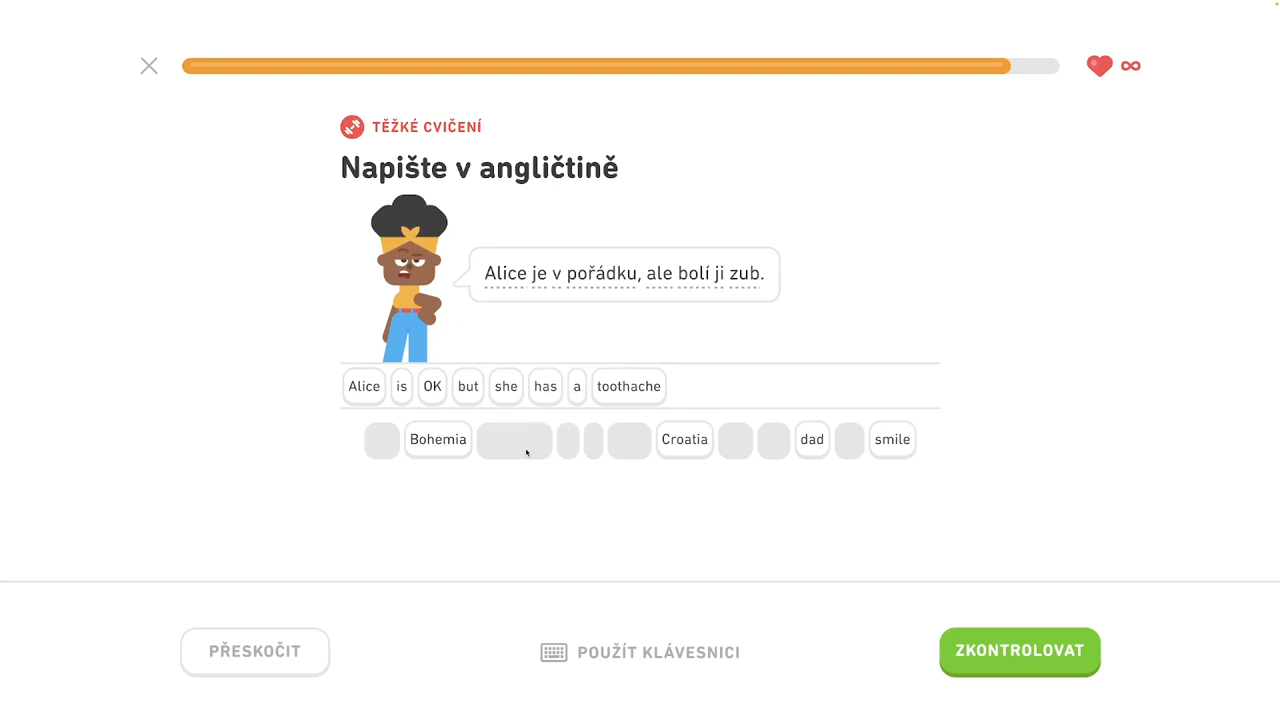 TĚŽKÉ CVIČENÍ
Napište v angličtině
Alice je v pořádku, ale bolí ji zub.
Alice is OK but she has a toothache
Bohemia Croatia dad smile
PŘESKOČIT POUŽÍT KLÁVESNICI ZKONTROLOVAT